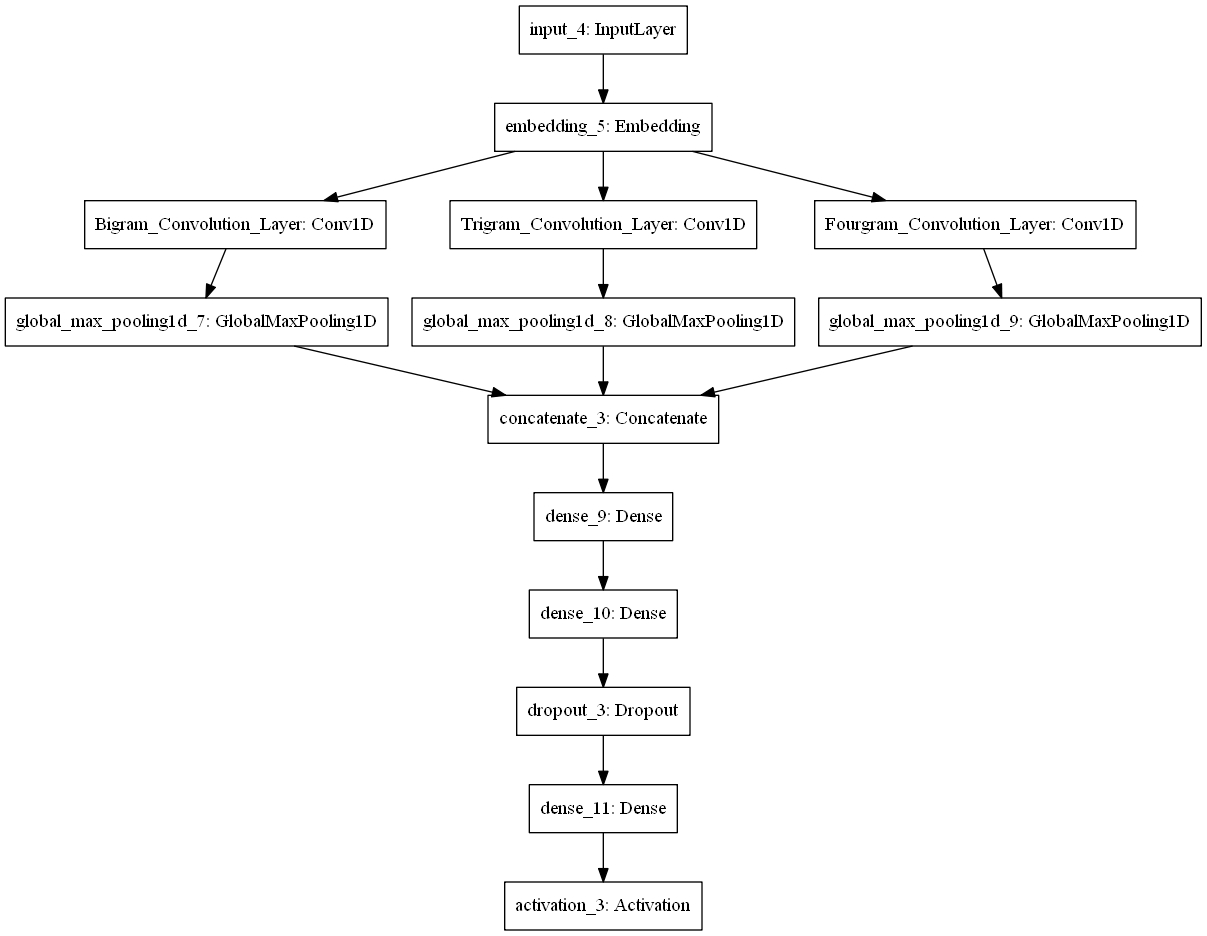 input_4: InputLayer
embedding_5: Embedding
Bigram_Convolution_Layer: Conv1D
Trigram_Convolution_Layer: Conv1D
Fourgram_Convolution_Layer: Conv1D
global_max_pooling1d_7: GlobalMaxPooling1D
global_max_pooling1d_8: GlobalMaxPooling1D
global_max_pooling1d_9: GlobalMaxPooling1D
concatenate_3: Concatenate
dense_9: Dense
dense_10: Dense
dropout_3: Dropout
dense_11: Dense
activation_3: Activation